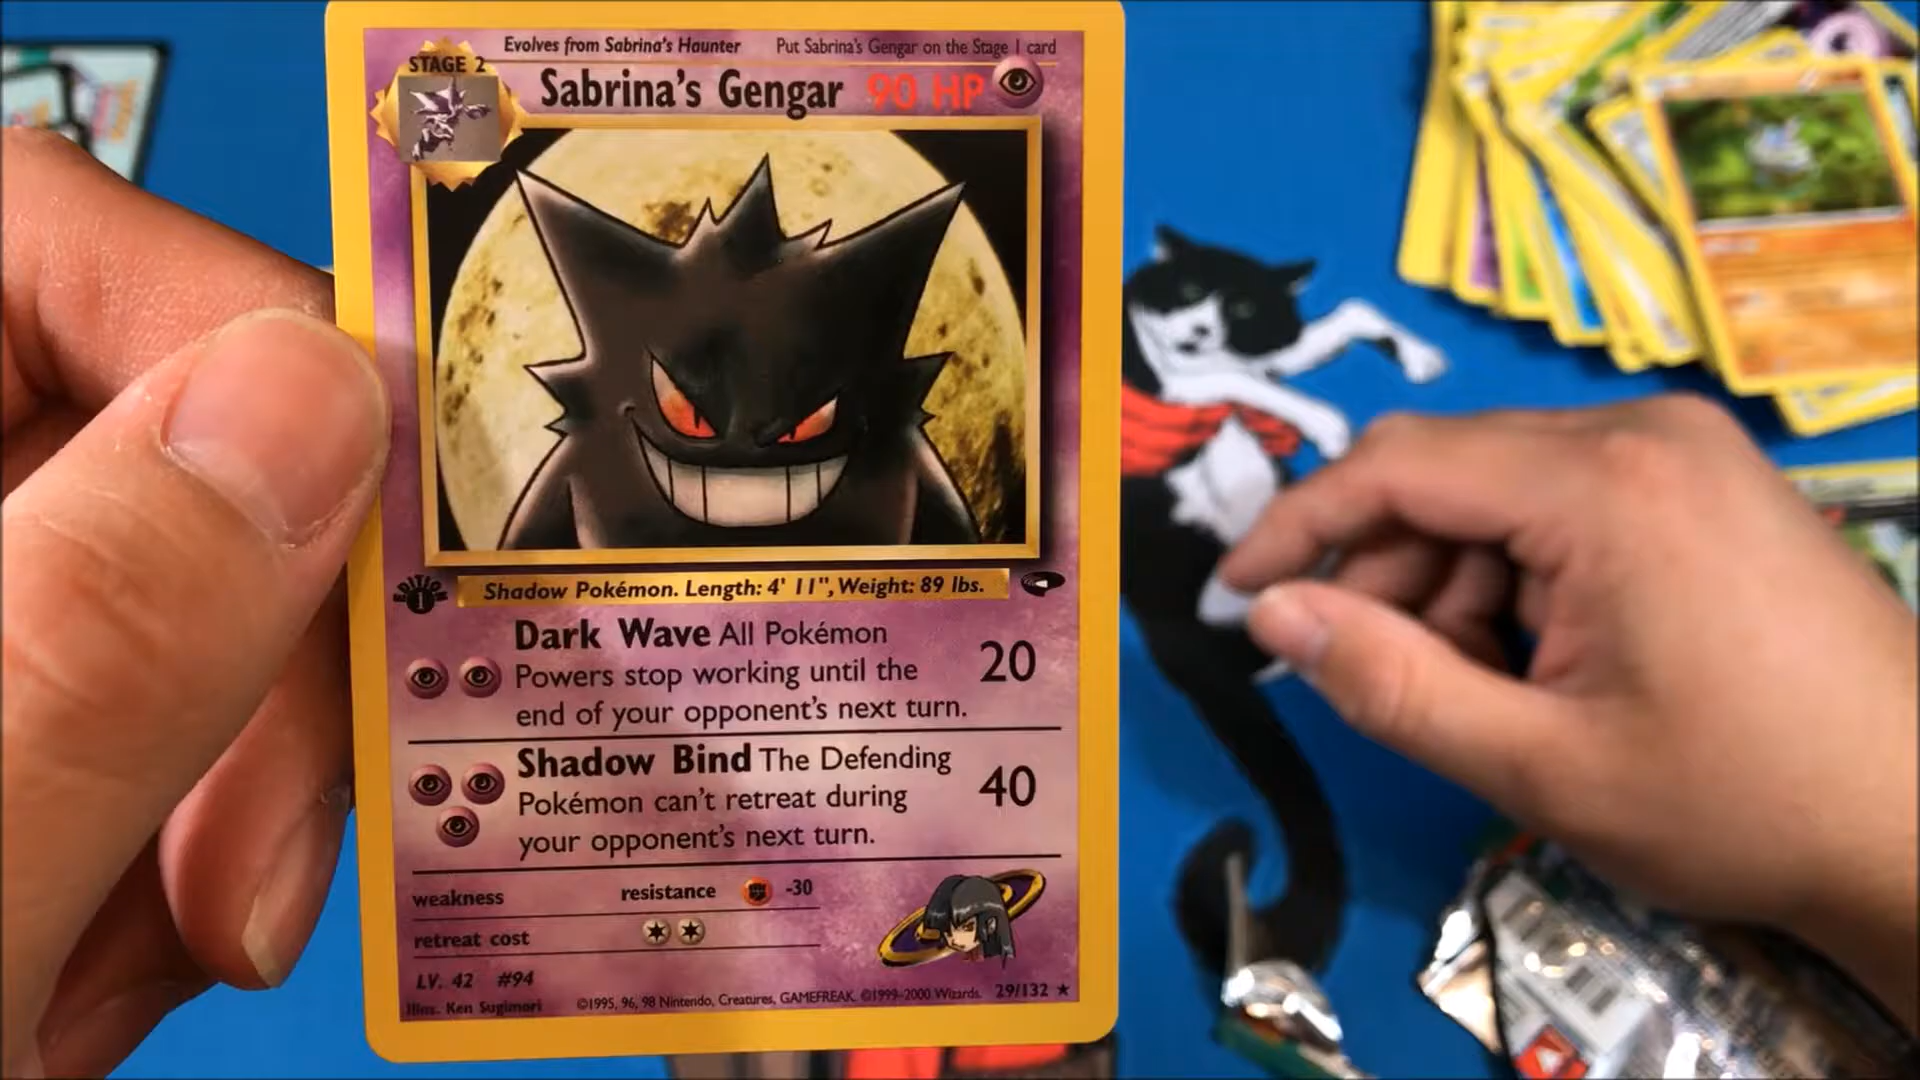 Evolves from Sabrina's Haunter Put Sabrina's Gengar on the Stage 1 card
STAGE 2
Sabrina's Gengar 90 HP
EDITION
1
Shadow Pokémon. Length: 4' 11", Weight: 89 lbs.
Dark Wave All Pokémon
Powers stop working until the
end of your opponent's next turn.
20
Shadow Bind The Defending
Pokémon can't retreat during
your opponent's next turn.
40
weakness resistance -30
retreat cost
LV. 42 #94
Illus. Ken Sugimori ©1995, 96, 98 Nintendo, Creatures, GAMEFREAK. ©1999-2000 Wizards. 29/132 ★